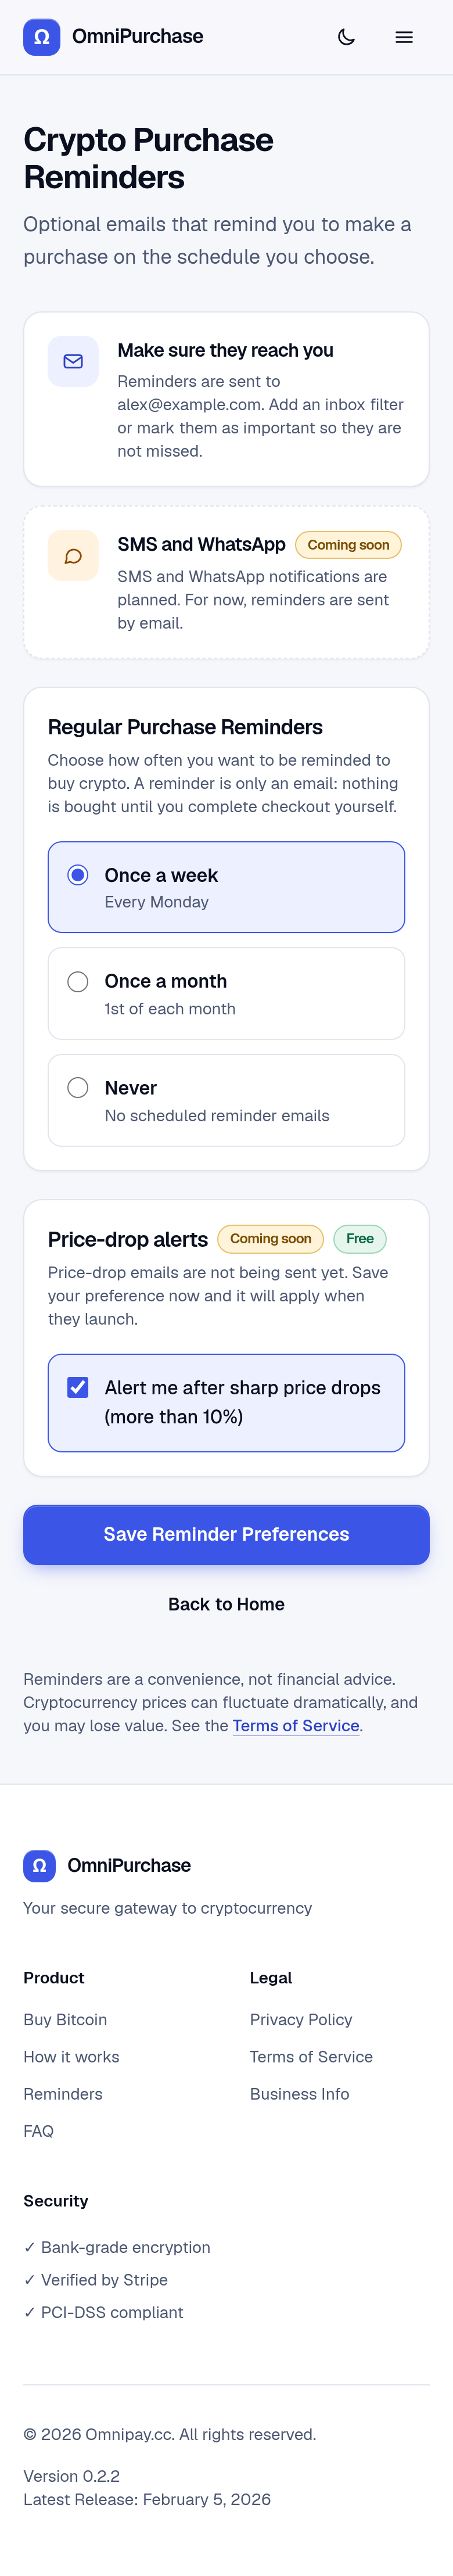 Ω OmniPurchase
Crypto Purchase
Reminders
Optional emails that remind you to make a
purchase on the schedule you choose.
Make sure they reach you
Reminders are sent to
alex@example.com. Add an inbox filter
or mark them as important so they are
not missed.
SMS and WhatsApp Coming soon
SMS and WhatsApp notifications are
planned. For now, reminders are sent
by email.
Regular Purchase Reminders
Choose how often you want to be reminded to
buy crypto. A reminder is only an email: nothing
is bought until you complete checkout yourself.
Once a week
Every Monday
Once a month
1st of each month
Never
No scheduled reminder emails
Price-drop alerts Coming soon Free
Price-drop emails are not being sent yet. Save
your preference now and it will apply when
they launch.
Alert me after sharp price drops
(more than 10%)
Save Reminder Preferences
Back to Home
Reminders are a convenience, not financial advice.
Cryptocurrency prices can fluctuate dramatically, and
you may lose value. See the Terms of Service.
Ω OmniPurchase
Your secure gateway to cryptocurrency
Product
Buy Bitcoin
How it works
Reminders
FAQ
Legal
Privacy Policy
Terms of Service
Business Info
Security
✓ Bank-grade encryption
✓ Verified by Stripe
✓ PCI-DSS compliant
© 2026 Omnipay.cc. All rights reserved.
Version 0.2.2
Latest Release: February 5, 2026